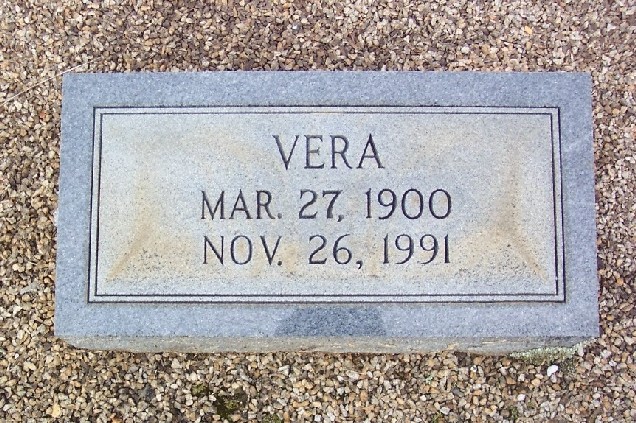 VERA
MAR. 27, 1900
NOV. 26, 1991